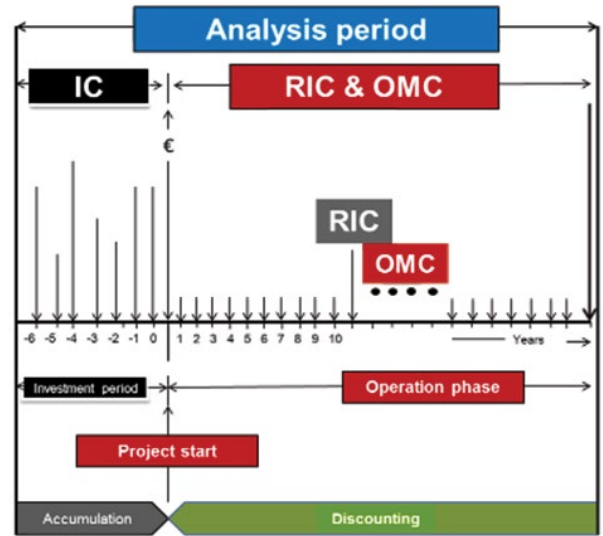 Analysis period
IC
RIC & OMC
€
RIC
OMC
-6 -5 -4 -3 -2 -1 0 1 2 3 4 5 6 7 8 9 10
Years
Investment period
Operation phase
Project start
Accumulation
Discounting